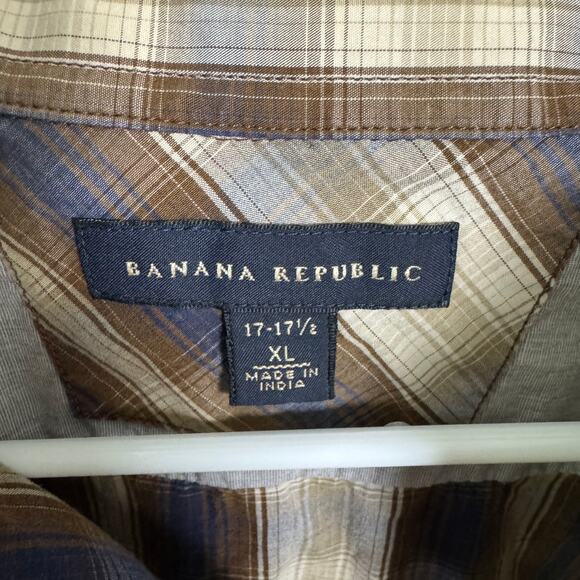 BANANA REPUBLIC
17-17½
XL
MADE IN
INDIA